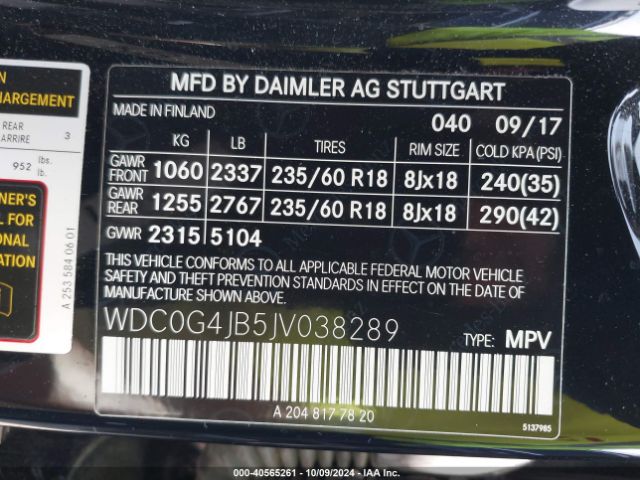 N
HARGEMENT
REAR
ARRIERE
3
952 lbs.
lb.
NER'S
L FOR
ONAL
ATION
A 253 584 06 01
MFD BY DAIMLER AG STUTTGART
MADE IN FINLAND 040 09/17
KG LB TIRES RIM SIZE COLD KPA(PSI)
GAWR FRONT 1060 2337 235/60 R18 8Jx18 240(35)
GAWR REAR 1255 2767 235/60 R18 8Jx18 290(42)
GVWR 2315 5104
THIS VEHICLE CONFORMS TO ALL APPLICABLE FEDERAL MOTOR VEHICLE
SAFETY AND THEFT PREVENTION STANDARDS IN EFFECT ON THE DATE OF
MANUFACTURE SHOWN ABOVE.
WDC0G4JB5JV038289
TYPE: MPV
A 204 817 78 20
5137985
000-40565261 - 10/09/2024 - IAA Inc.